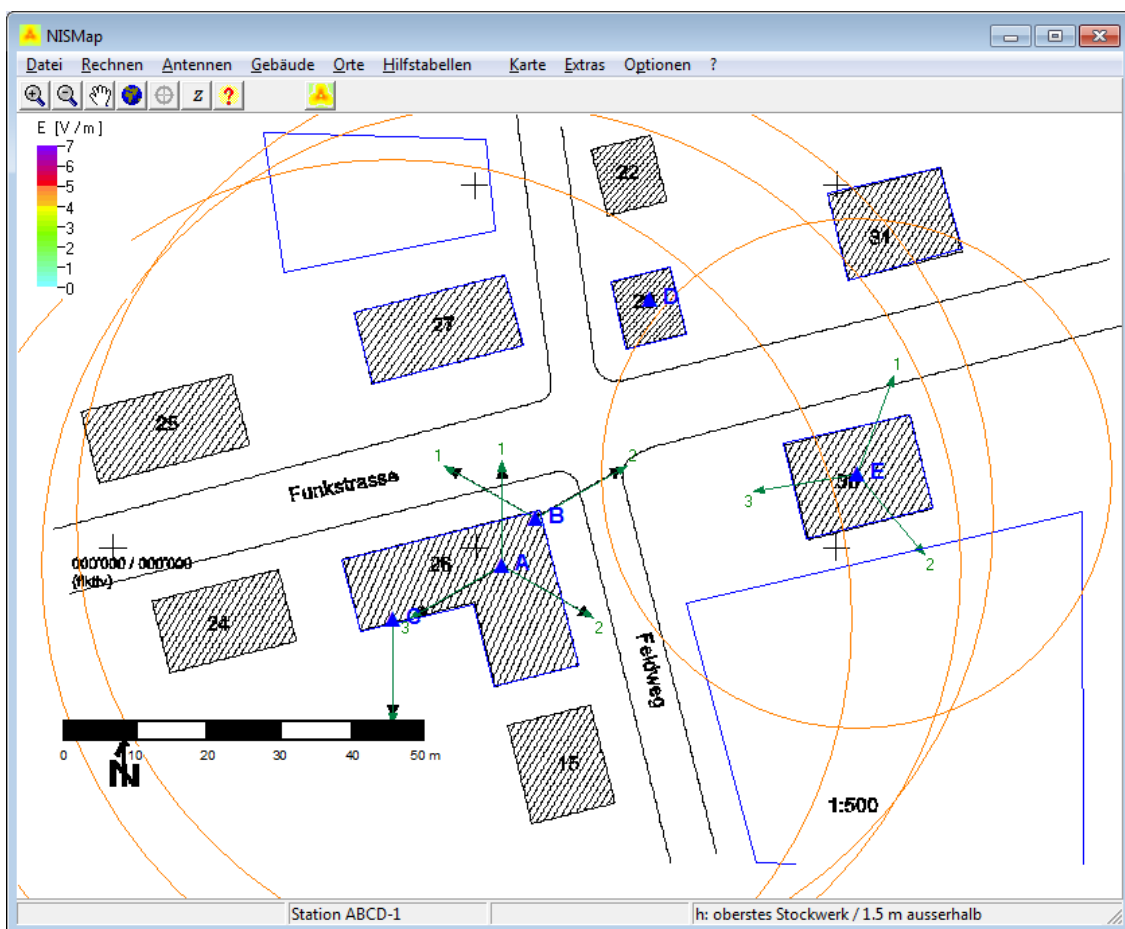 NISMap
Datei Rechnen Antennen Gebäude Orte Hilfstabellen Karte Extras Optionen ?
Z ?
E [V/m]
7
6
5
4
3
2
1
0
22
31
D
27
25
1
1
1
2
Funkstrasse
E
3
B
000'000 / 000'000
(fiktiv)
26
A
2
24
C
3
2
Feldweg
0 10 20 30 40 50 m
N
15
1:500
Station ABCD-1
h: oberstes Stockwerk / 1.5 m ausserhalb